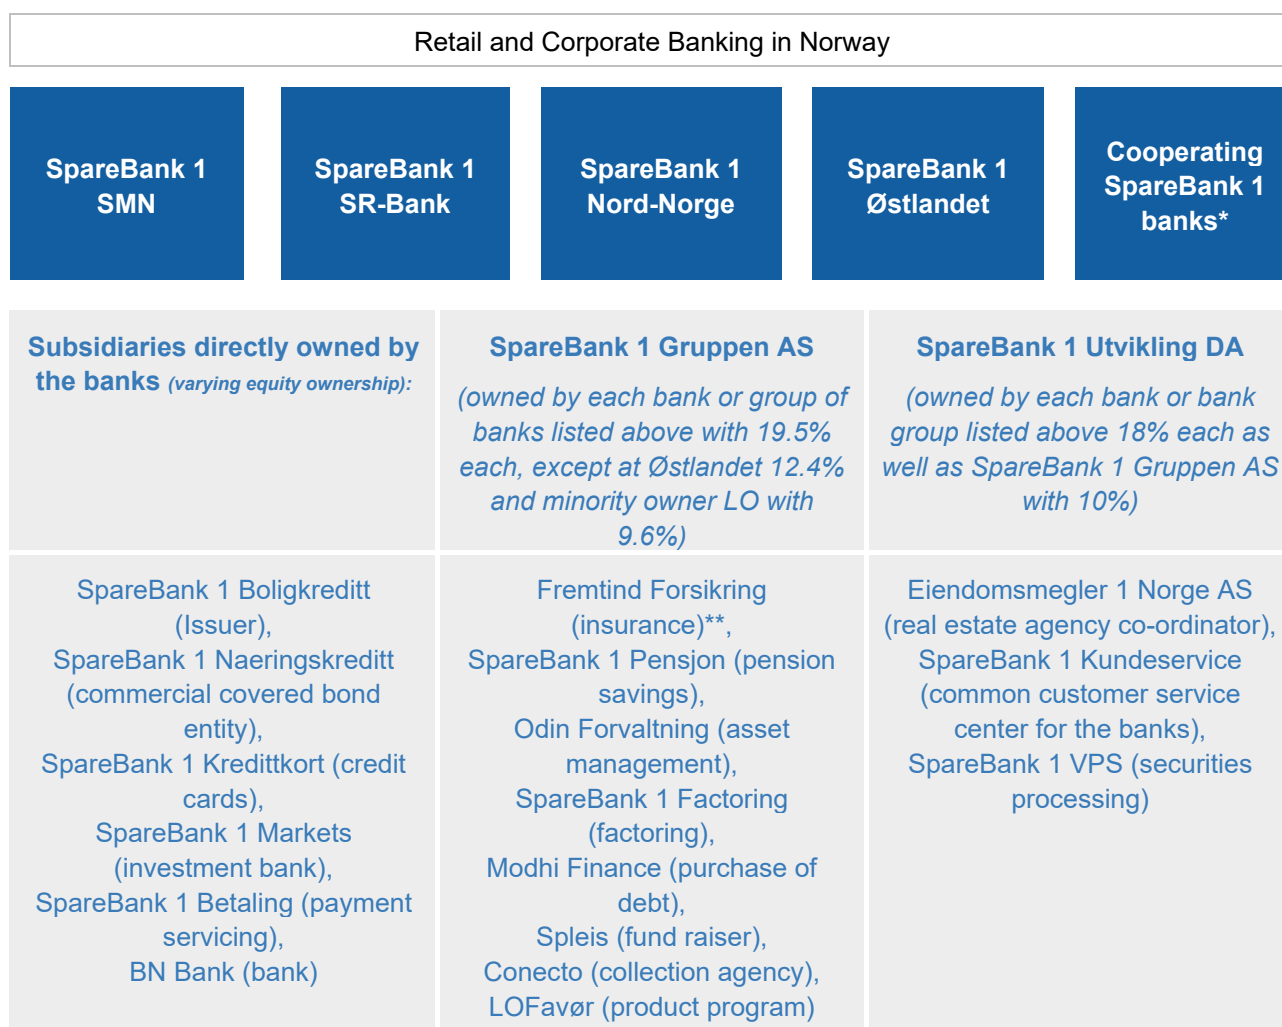 Retail and Corporate Banking in Norway
SpareBank 1
SMN
SpareBank 1
SR-Bank
SpareBank 1
Nord-Norge
SpareBank 1
Østlandet
Cooperating
SpareBank 1
banks*
Subsidiaries directly owned by
the banks (varying equity ownership):
SpareBank 1 Gruppen AS
(owned by each bank or group of
banks listed above with 19.5%
each, except at Østlandet 12.4%
and minority owner LO with
9.6%)
SpareBank 1 Utvikling DA
(owned by each bank or bank
group listed above 18% each as
well as SpareBank 1 Gruppen AS
with 10%)
SpareBank 1 Boligkreditt
(Issuer),
SpareBank 1 Naeringskreditt
(commercial covered bond
entity),
SpareBank 1 Kredittkort (credit
cards),
SpareBank 1 Markets
(investment bank),
SpareBank 1 Betaling (payment
servicing),
BN Bank (bank)
Fremtind Forsikring
(insurance)**,
SpareBank 1 Pensjon (pension
savings),
Odin Forvaltning (asset
management),
SpareBank 1 Factoring
(factoring),
Modhi Finance (purchase of
debt),
Spleis (fund raiser),
Conecto (collection agency),
LOFavør (product program)
Eiendomsmegler 1 Norge AS
(real estate agency co-ordinator),
SpareBank 1 Kundeservice
(common customer service
center for the banks),
SpareBank 1 VPS (securities
processing)